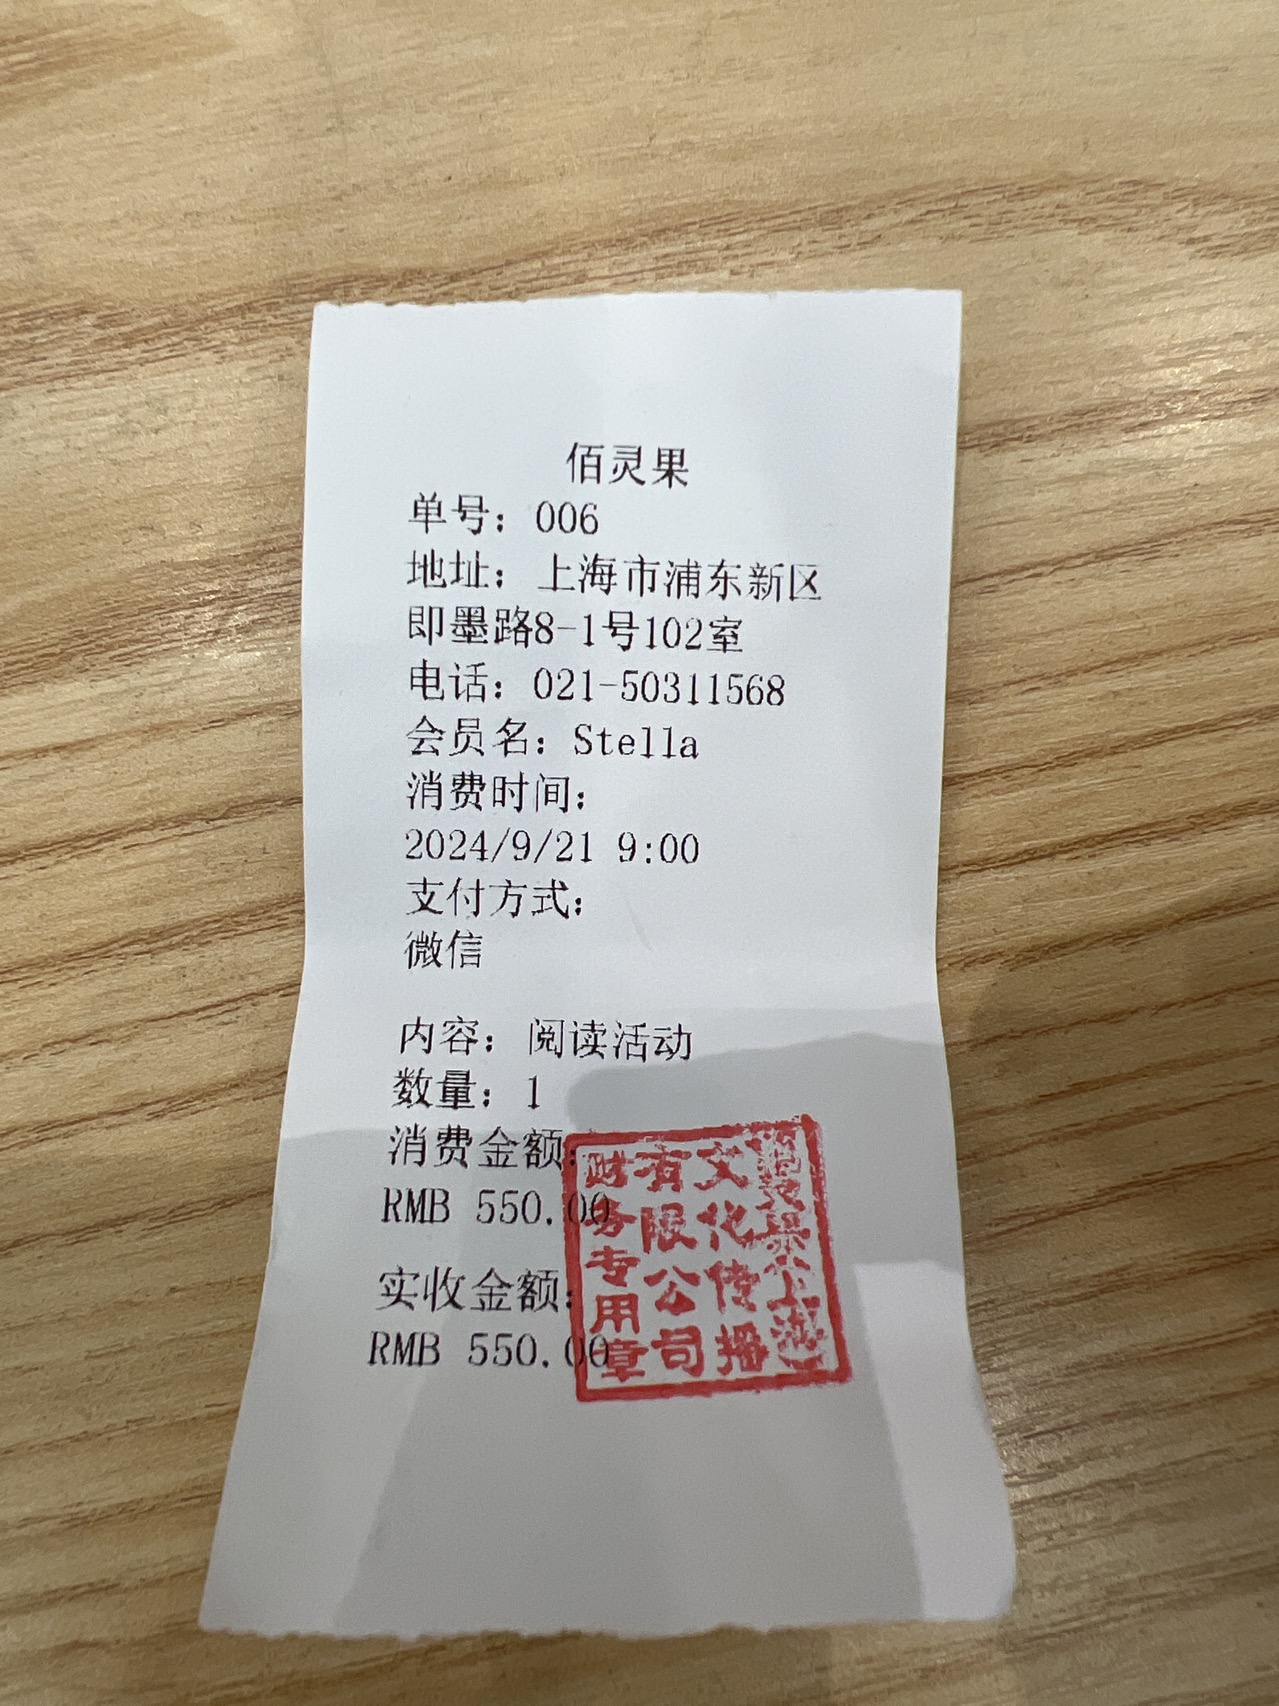 佰灵果
单号：006
地址：上海市浦东新区
即墨路8-1号102室
电话：021-50311568
会员名：Stella
消费时间：
2024/9/21 9:00
支付方式：
微信
内容：阅读活动
数量：1
消费金额：
RMB 550.00
实收金额：
RMB 550.00
上海
文化传播
有限公司
财务专用章